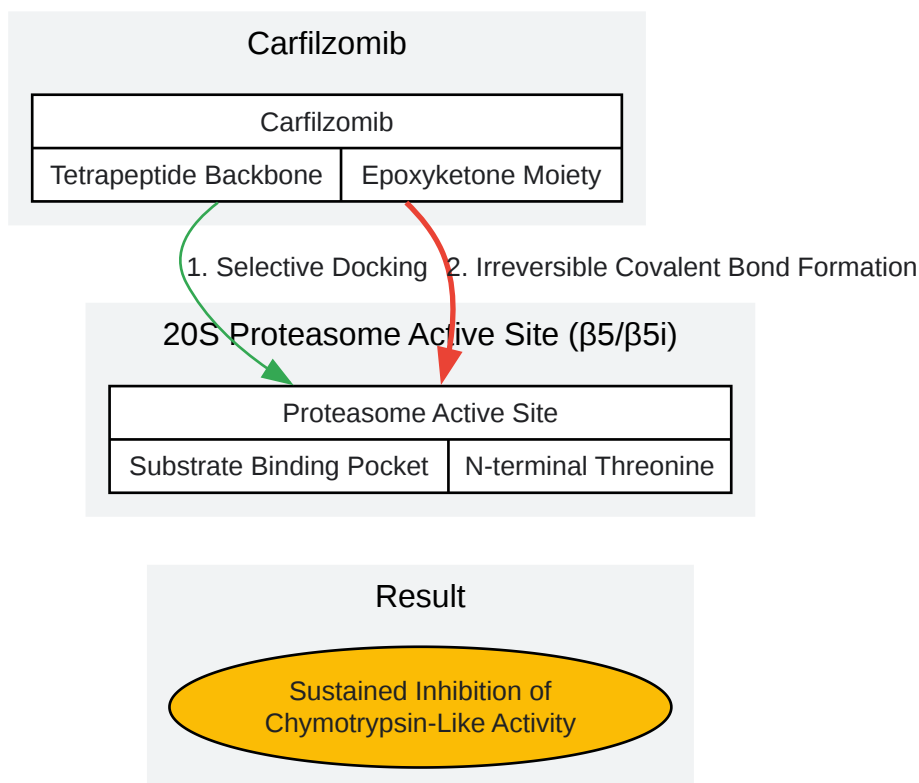 Carfilzomib
Carfilzomib
Tetrapeptide Backbone
Epoxyketone Moiety
1. Selective Docking
2. Irreversible Covalent Bond Formation
20S Proteasome Active Site (β5/β5i)
Proteasome Active Site
Substrate Binding Pocket
N-terminal Threonine
Result
Sustained Inhibition of
Chymotrypsin-Like Activity